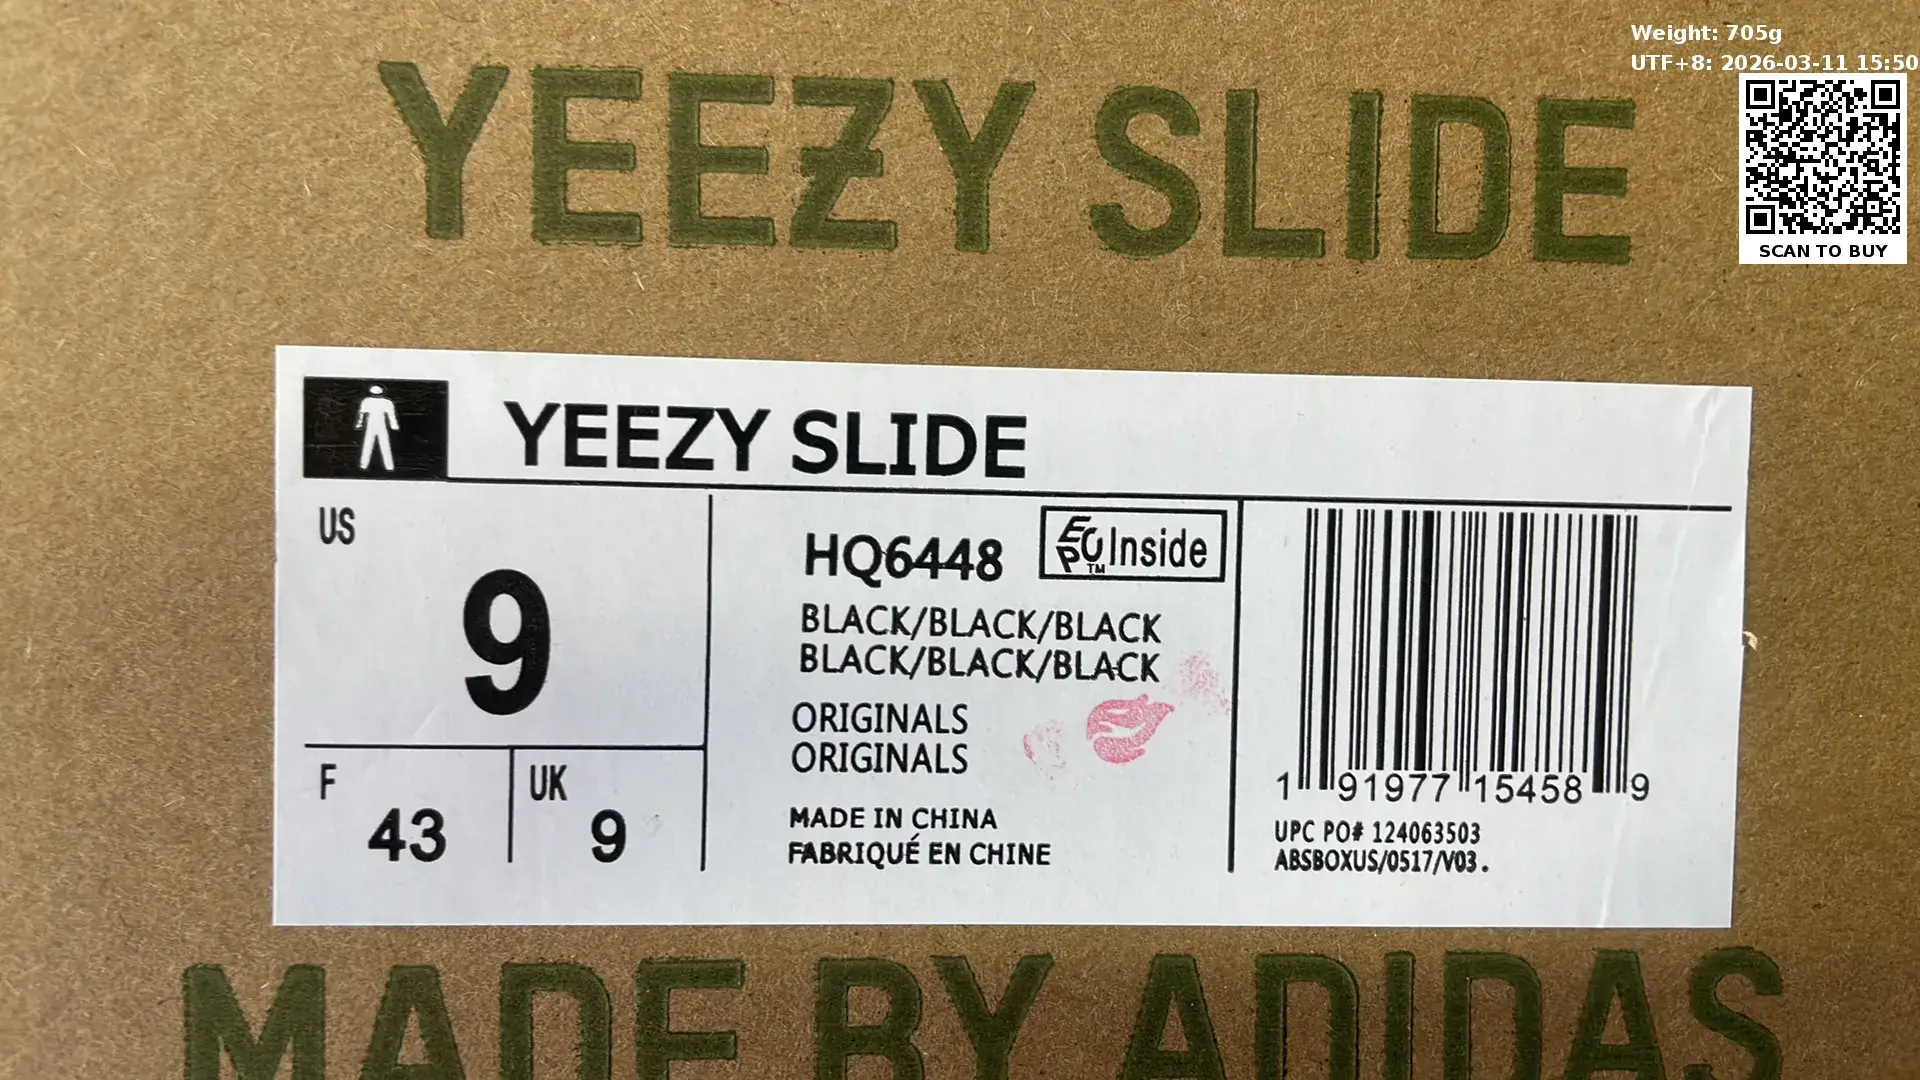 Weight: 705g
UTF+8: 2026-03-11 15:50
SCAN TO BUY
YEEZY SLIDE
YEEZY SLIDE
US
9
F
43
UK
9
HQ6448
ECO PTM Inside
BLACK/BLACK/BLACK
BLACK/BLACK/BLACK
ORIGINALS
ORIGINALS
MADE IN CHINA
FABRIQUÉ EN CHINE
1 91977 15458 9
UPC PO# 124063503
ABSBOXUS/0517/V03.
MADE BY ADIDAS